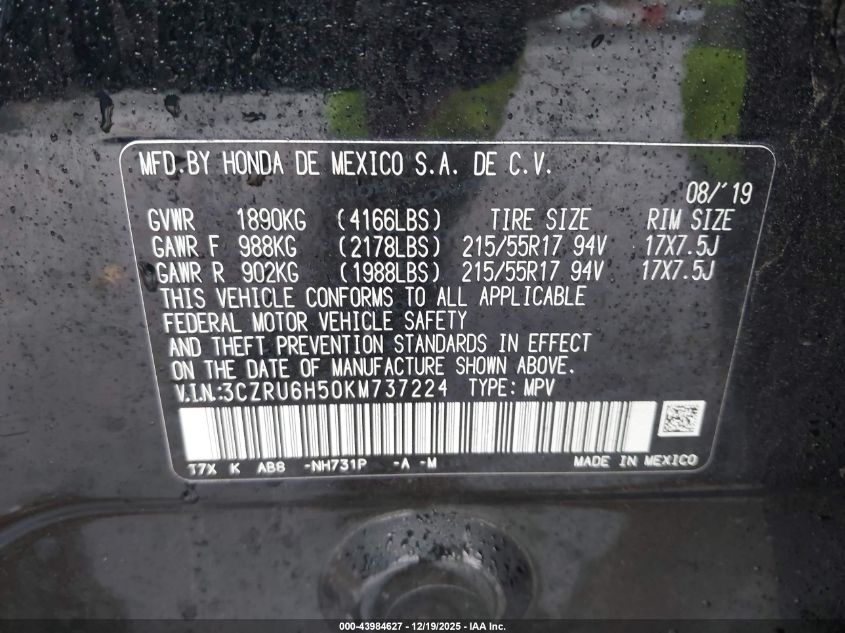 MFD.BY HONDA DE MEXICO S.A. DE C.V.
08/'19
GVWR 1890KG (4166LBS) TIRE SIZE RIM SIZE
GAWR F 988KG (2178LBS) 215/55R17 94V 17X7.5J
GAWR R 902KG (1988LBS) 215/55R17 94V 17X7.5J
THIS VEHICLE CONFORMS TO ALL APPLICABLE
FEDERAL MOTOR VEHICLE SAFETY
AND THEFT PREVENTION STANDARDS IN EFFECT
ON THE DATE OF MANUFACTURE SHOWN ABOVE.
V.I.N.:3CZRU6H50KM737224 TYPE: MPV
T7X K AB8 -NH731P -A -M MADE IN MEXICO
000-43984627 - 12/19/2025 - IAA Inc.